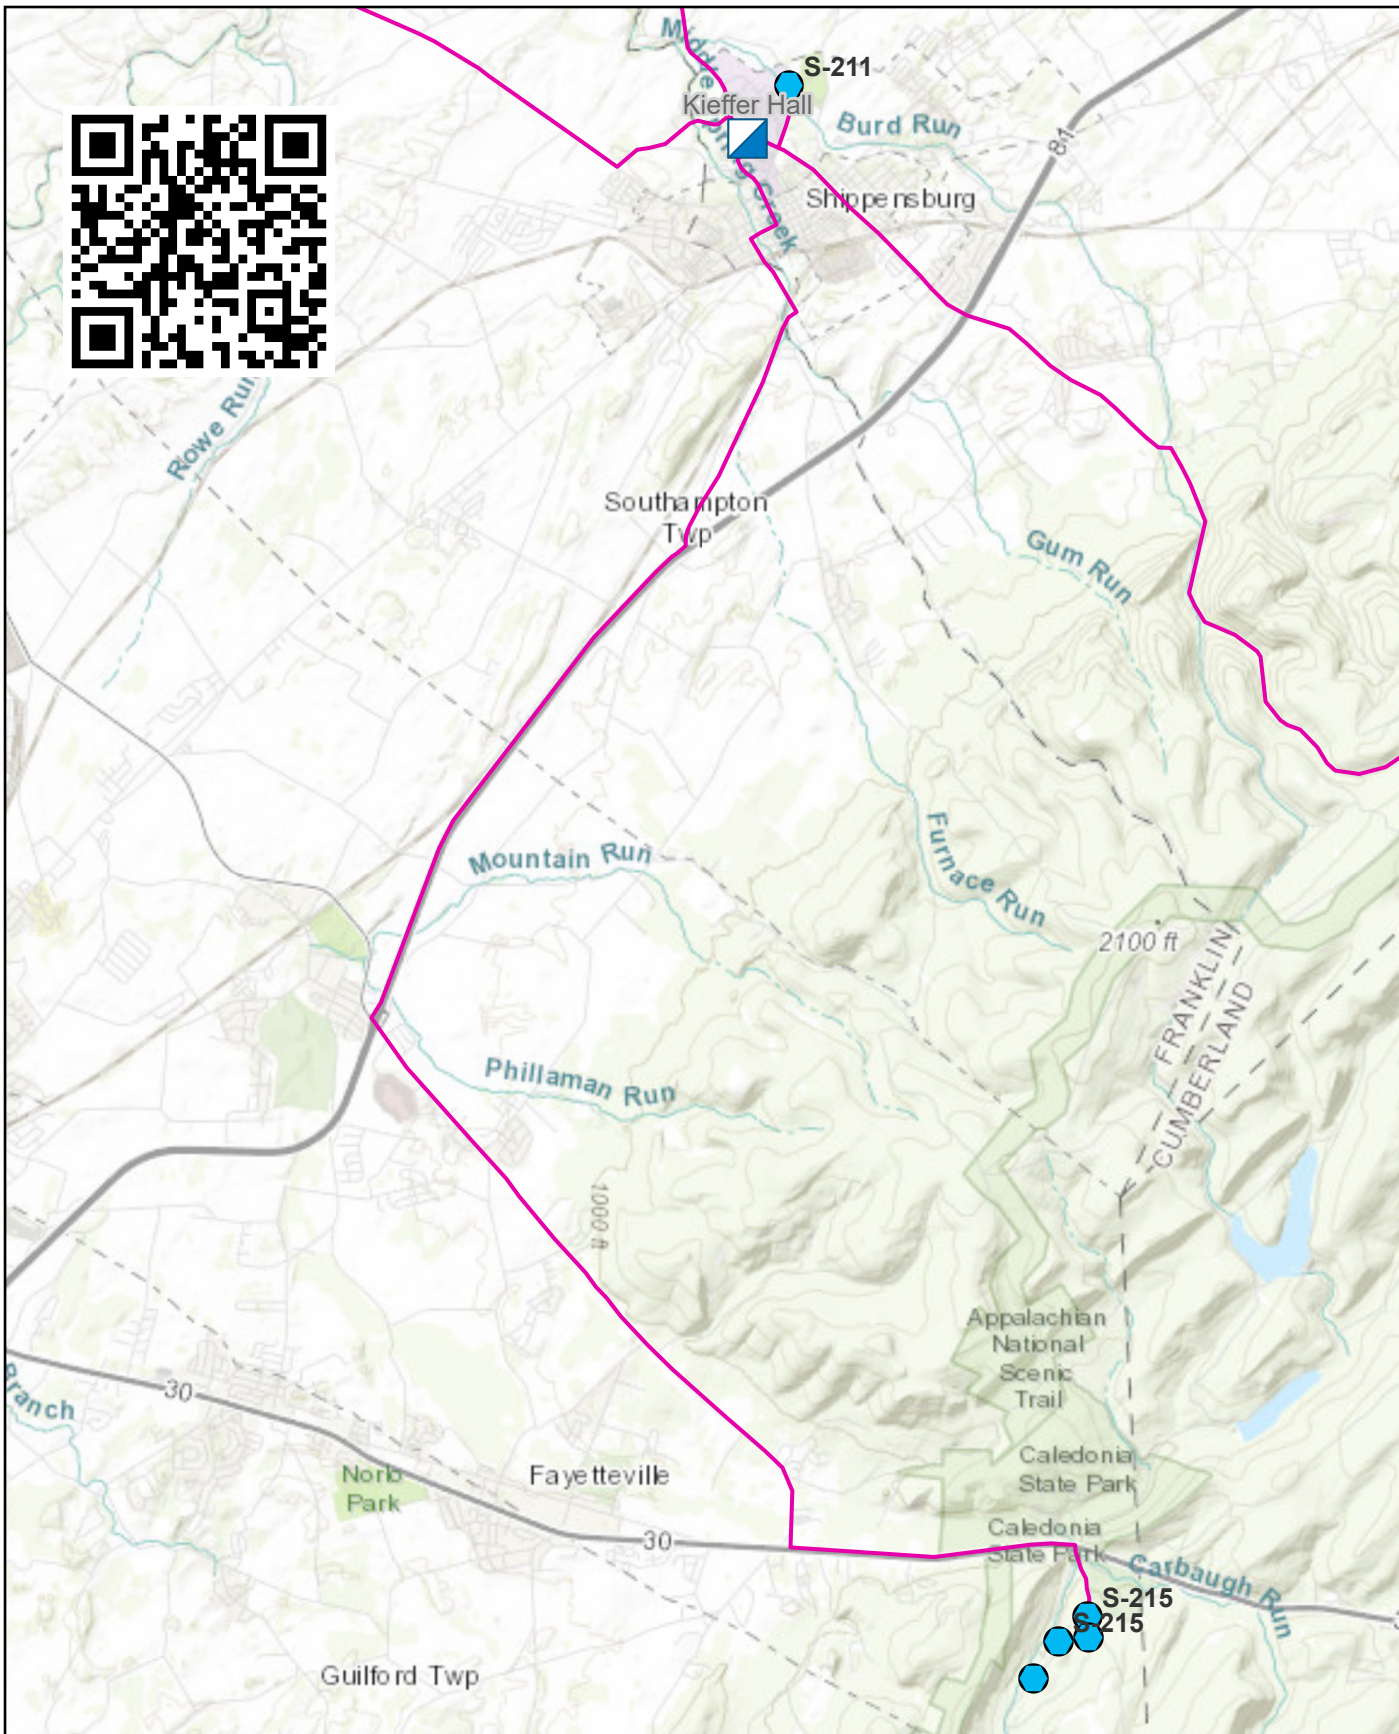 S-211
Kieffer Hall
Burd Run
81
Shippensburg
Rowe Run
Southampton
Twp
Gum Run
Mountain Run
Furnace Run
2100 ft
FRANKLIN
CUMBERLAND
Phillaman Run
1000 ft
Appalachian
National
Scenic
Trail
30
Branch
Caledonia
State Park
Norlo
Park
Fayetteville
30
Caledonia
State Park
Carbaugh Run
S-215
S-215
Guilford Twp